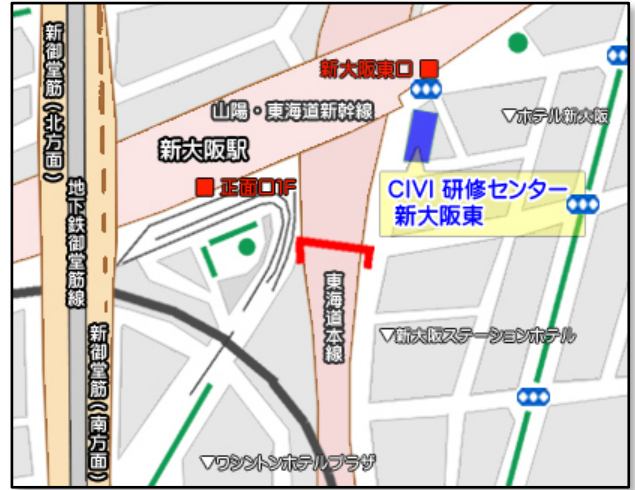 新御堂筋(北方面)
新大阪東口
山陽・東海道新幹線
▽ホテル新大阪
新大阪駅
正面口1F
CIVI 研修センター
新大阪東
地下鉄御堂筋線
東海道本線
新御堂筋(南方面)
▽新大阪ステーションホテル
▽ワシントンホテルプラザ